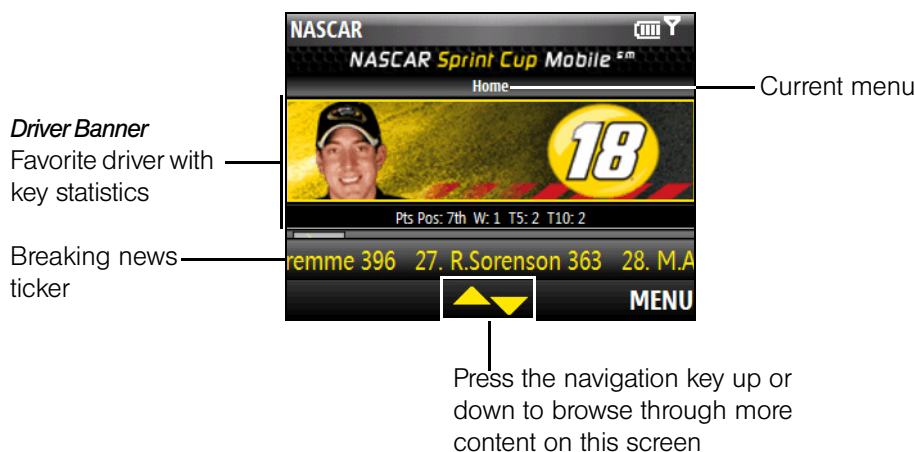 NASCAR
NASCAR Sprint Cup Mobile sm
Home
Current menu
Driver Banner
Favorite driver with
key statistics
18
Pts Pos: 7th W: 1 T5: 2 T10: 2
Breaking news
ticker
remme 396 27. R.Sorenson 363 28. M.A
MENU
Press the navigation key up or
down to browse through more
content on this screen